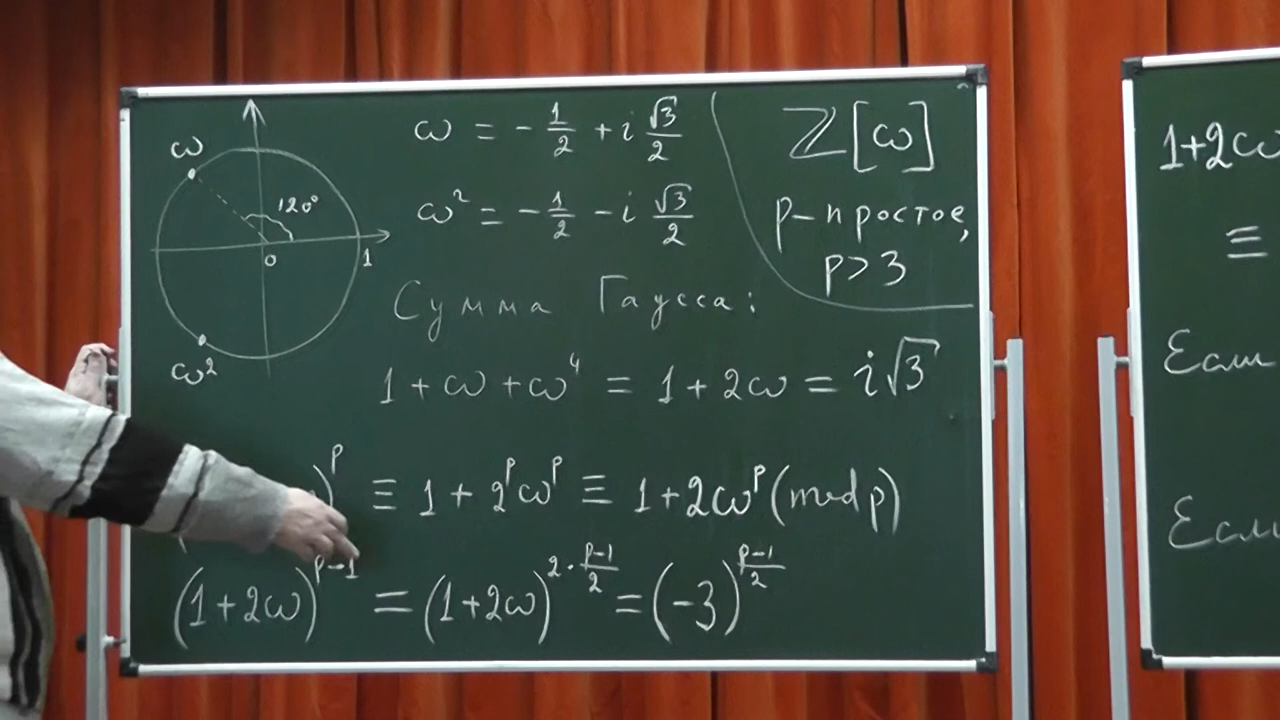 ω
120°
0
1
ω²
ω = -1/2 + i √3/2
ω² = -1/2 - i √3/2
ℤ[ω]
p-простое,
p>3
Сумма Гаусса:
1 + ω + ω⁴ = 1 + 2ω = i√3
)ᵖ ≡ 1 + 2ᵖωᵖ ≡ 1+2ωᵖ (mod p)
(1+2ω)^(p-1) = (1+2ω)^(2·(p-1)/2) = (-3)^((p-1)/2)
1+2ω
≡
Если
Если